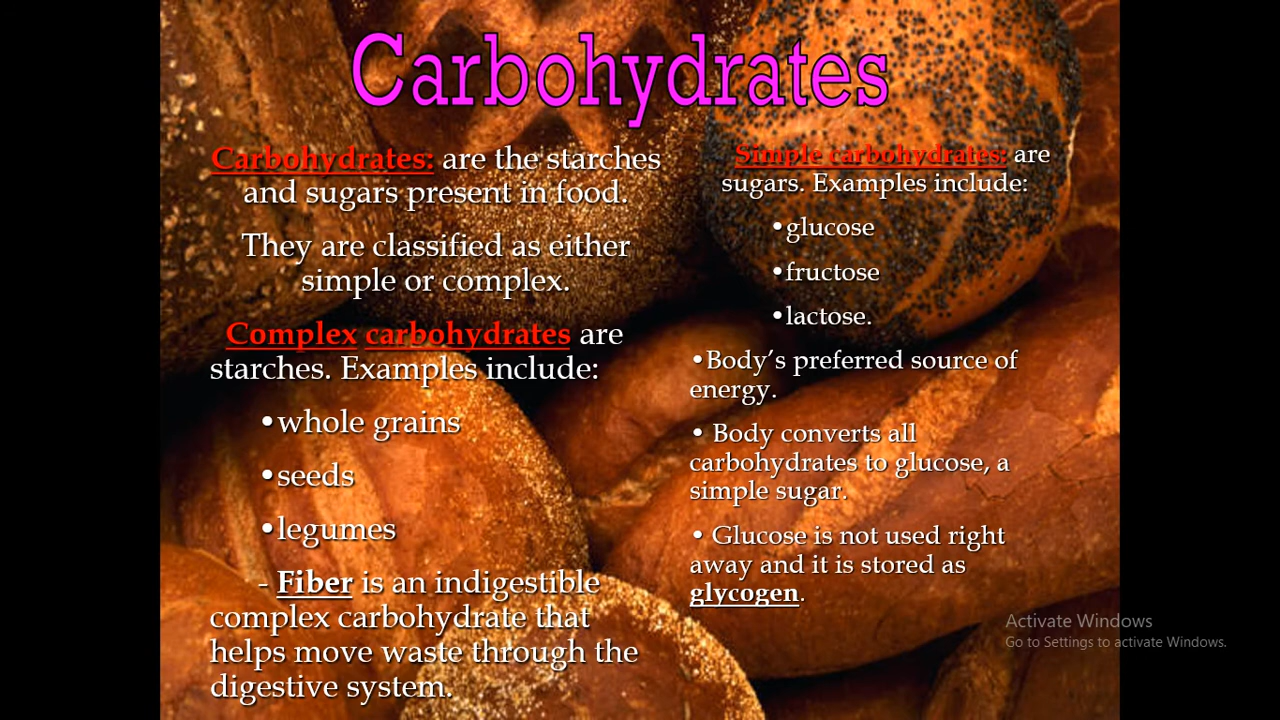 Carbohydrates
Carbohydrates: are the starches
and sugars present in food.
They are classified as either
simple or complex.
Complex carbohydrates are
starches. Examples include:
•whole grains
•seeds
•legumes
- Fiber is an indigestible
complex carbohydrate that
helps move waste through the
digestive system.
Simple carbohydrates: are
sugars. Examples include:
•glucose
•fructose
•lactose.
•Body’s preferred source of
energy.
• Body converts all
carbohydrates to glucose, a
simple sugar.
• Glucose is not used right
away and it is stored as
glycogen.
Activate Windows
Go to Settings to activate Windows.